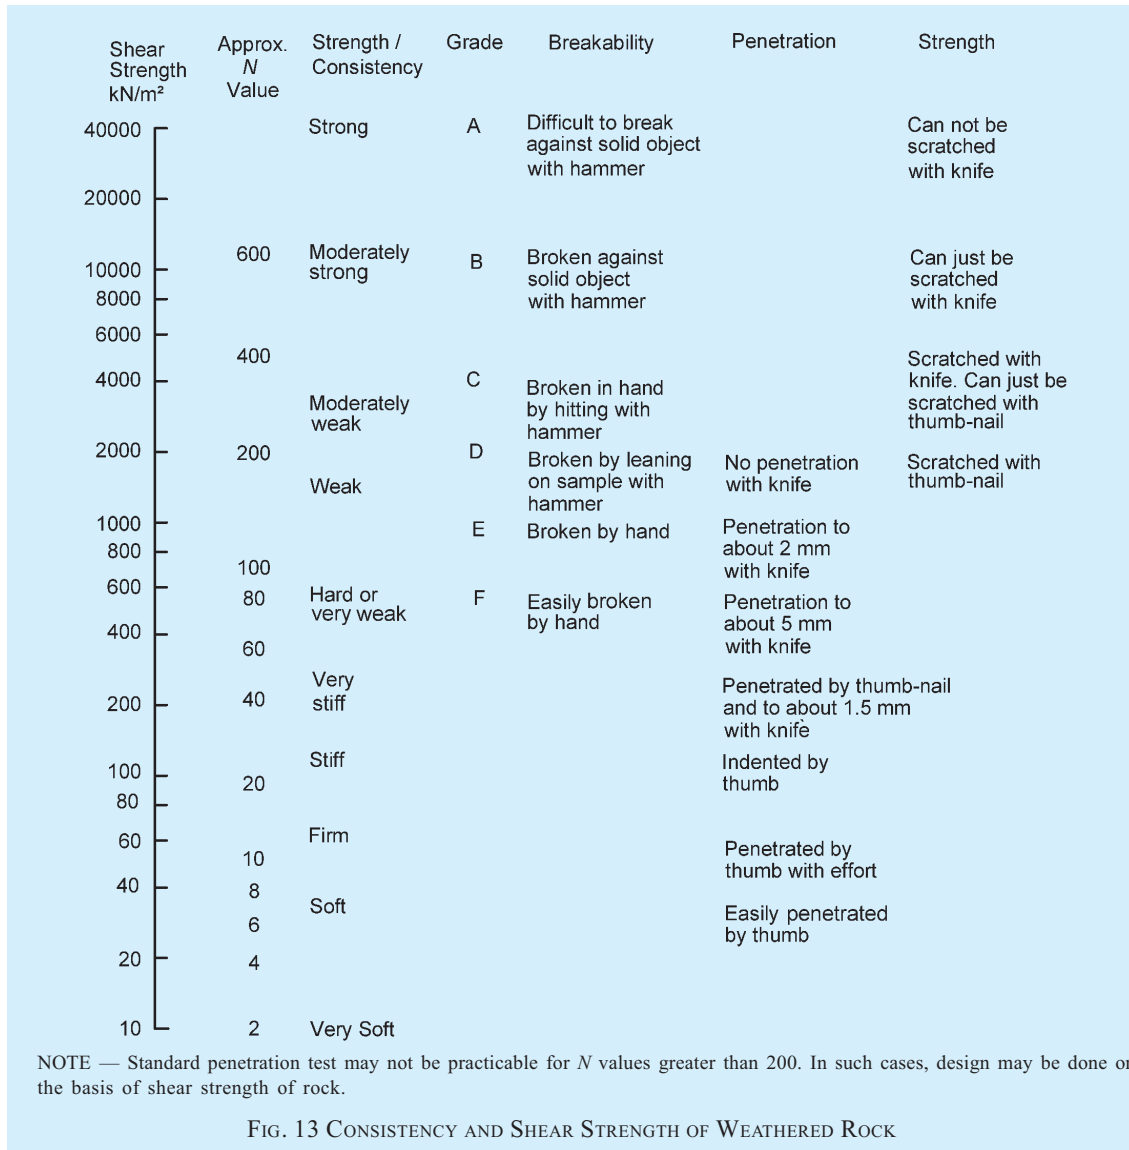 Shear Strength kN/m² Approx. N Value Strength / Consistency Grade Breakability Penetration Strength
40000 Strong A Difficult to break Can not be
against solid object scratched
with hammer with knife
20000
600 Moderately strong B Broken against Can just be
10000 solid object scratched
8000 with hammer with knife
6000
400 Scratched with
4000 C Broken in hand knife. Can just be
Moderately by hitting with scratched with
weak hammer thumb-nail
2000 200 D Broken by leaning No penetration Scratched with
Weak on sample with with knife thumb-nail
hammer
1000 E Broken by hand Penetration to
800 about 2 mm
100 with knife
600 80 Hard or F Easily broken Penetration to
very weak by hand about 5 mm
400 60 with knife
Very Penetrated by thumb-nail
200 40 stiff and to about 1.5 mm
with knife
Stiff Indented by
100 20 thumb
80
60 Firm Penetrated by
10 thumb with effort
40 8
Soft Easily penetrated
6 by thumb
20 4
10 2 Very Soft
NOTE — Standard penetration test may not be practicable for N values greater than 200. In such cases, design may be done on
the basis of shear strength of rock.
FIG. 13 CONSISTENCY AND SHEAR STRENGTH OF WEATHERED ROCK